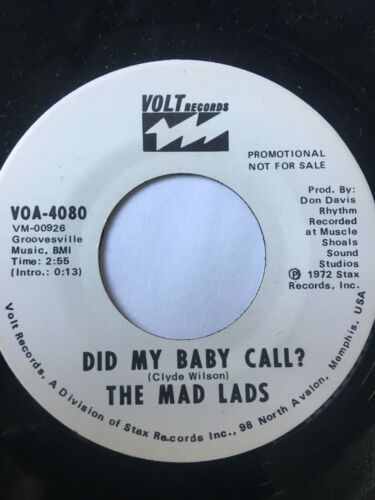 VOLT RECORDS
PROMOTIONAL
NOT FOR SALE
VOA-4080
VM-00926
Groovesville
Music, BMI
Time: 2:55
(Intro.: 0:13)
Prod. By:
Don Davis
Rhythm
Recorded
at Muscle
Shoals
Sound
Studios
Ⓟ 1972 Stax
Records, Inc.
DID MY BABY CALL?
(Clyde Wilson)
THE MAD LADS
Volt Records, A Division of Stax Records Inc., 98 North Avalon, Memphis, USA